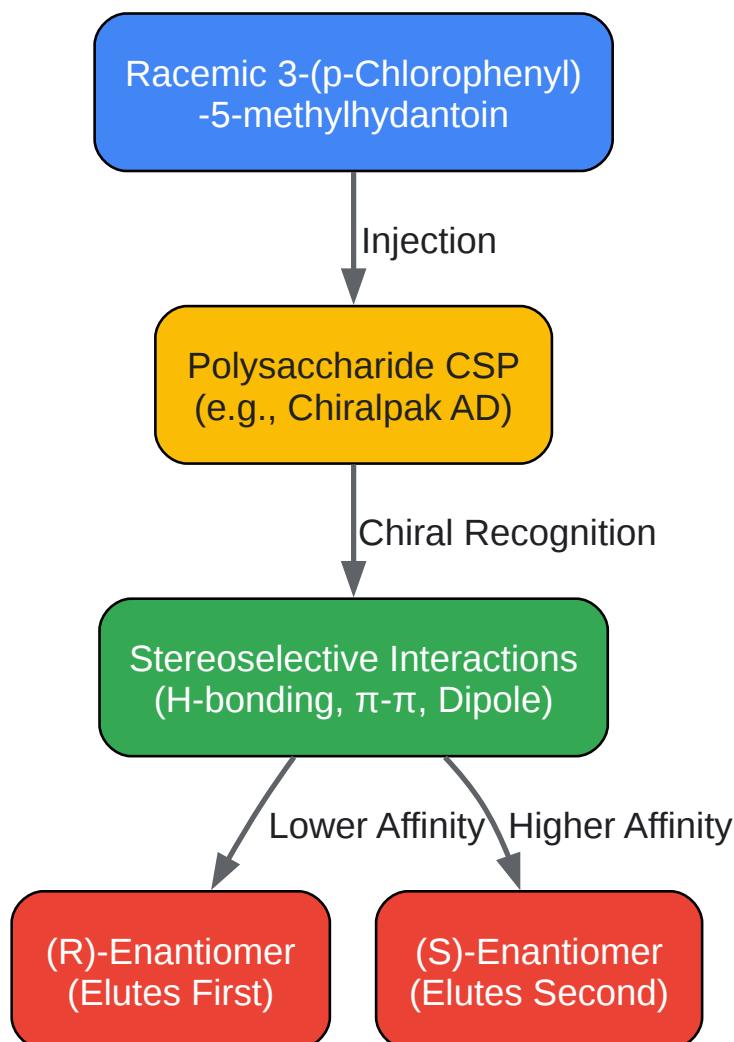 Racemic 3-(p-Chlorophenyl)
-5-methylhydantoin
Injection
Polysaccharide CSP
(e.g., Chiralpak AD)
Chiral Recognition
Stereoselective Interactions
(H-bonding, π-π, Dipole)
Lower Affinity
Higher Affinity
(R)-Enantiomer
(Elutes First)
(S)-Enantiomer
(Elutes Second)